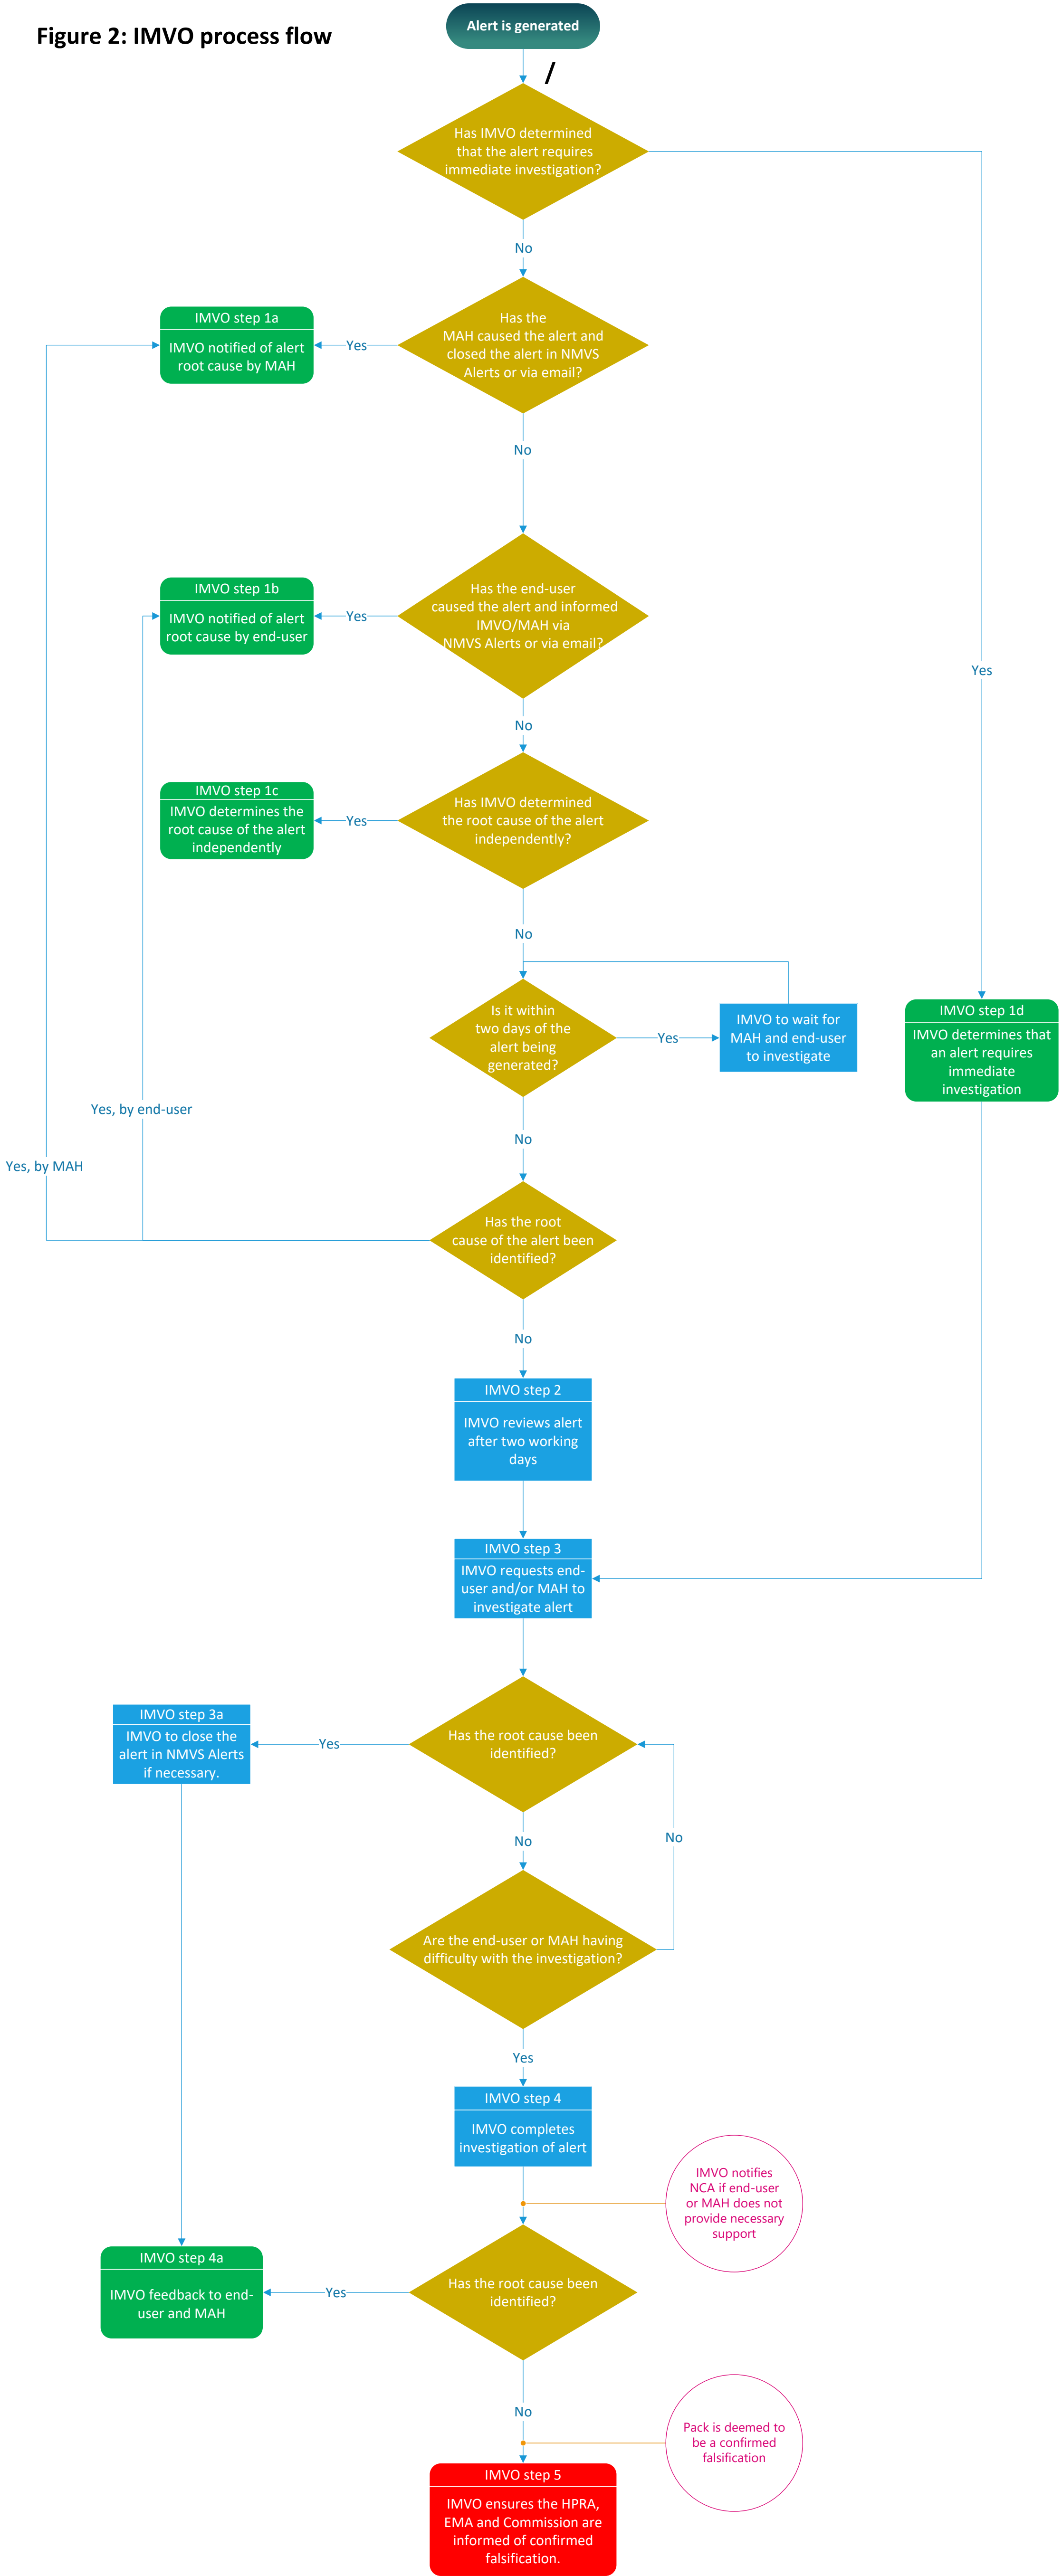 Figure 2: IMVO process flow
Alert is generated
/
Has IMVO determined
that the alert requires
immediate investigation?
No
Has the
MAH caused the alert and
closed the alert in NMVS
Alerts or via email?
Yes
IMVO step 1a
IMVO notified of alert
root cause by MAH
No
Has the end-user
caused the alert and informed
IMVO/MAH via
NMVS Alerts or via email?
Yes
IMVO step 1b
IMVO notified of alert
root cause by end-user
Yes
No
Has IMVO determined
the root cause of the alert
independently?
Yes
IMVO step 1c
IMVO determines the
root cause of the alert
independently
No
Is it within
two days of the
alert being
generated?
Yes
IMVO to wait for
MAH and end-user
to investigate
IMVO step 1d
IMVO determines that
an alert requires
immediate
investigation
Yes, by end-user
No
Yes, by MAH
Has the root
cause of the alert been
identified?
No
IMVO step 2
IMVO reviews alert
after two working
days
IMVO step 3
IMVO requests end-
user and/or MAH to
investigate alert
Has the root cause been
identified?
Yes
IMVO step 3a
IMVO to close the
alert in NMVS Alerts
if necessary.
No
No
Are the end-user or MAH having
difficulty with the investigation?
Yes
IMVO step 4
IMVO completes
investigation of alert
IMVO notifies
NCA if end-user
or MAH does not
provide necessary
support
Has the root cause been
identified?
Yes
IMVO step 4a
IMVO feedback to end-
user and MAH
No
Pack is deemed to
be a confirmed
falsification
IMVO step 5
IMVO ensures the HPRA,
EMA and Commission are
informed of confirmed
falsification.